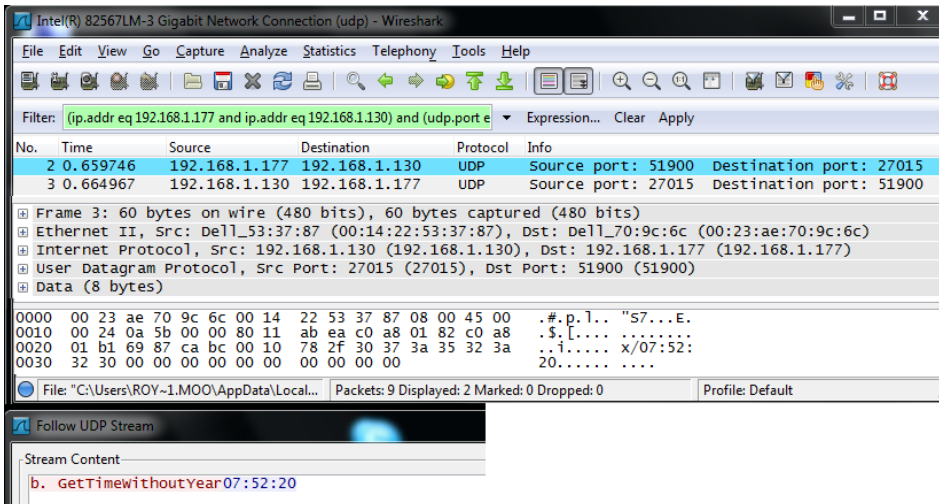 Intel(R) 82567LM-3 Gigabit Network Connection (udp) - Wireshark
File Edit View Go Capture Analyze Statistics Telephony Tools Help
Filter: (ip.addr eq 192.168.1.177 and ip.addr eq 192.168.1.130) and (udp.port e Expression... Clear Apply
No. Time Source Destination Protocol Info
2 0.659746 192.168.1.177 192.168.1.130 UDP Source port: 51900 Destination port: 27015
3 0.664967 192.168.1.130 192.168.1.177 UDP Source port: 27015 Destination port: 51900
Frame 3: 60 bytes on wire (480 bits), 60 bytes captured (480 bits)
Ethernet II, Src: Dell_53:37:87 (00:14:22:53:37:87), Dst: Dell_70:9c:6c (00:23:ae:70:9c:6c)
Internet Protocol, Src: 192.168.1.130 (192.168.1.130), Dst: 192.168.1.177 (192.168.1.177)
User Datagram Protocol, Src Port: 27015 (27015), Dst Port: 51900 (51900)
Data (8 bytes)
0000 00 23 ae 70 9c 6c 00 14 22 53 37 87 08 00 45 00 .#.p.l.. "S7...E.
0010 00 24 0a 5b 00 00 80 11 ab ea c0 a8 01 82 c0 a8 .$.[.... ........
0020 01 b1 69 87 ca bc 00 10 78 2f 30 37 3a 35 32 3a ..i..... x/07:52:
0030 32 30 00 00 00 00 00 00 00 00 00 00 20...... ....
File: "C:\Users\ROY~1.MOO\AppData\Local... Packets: 9 Displayed: 2 Marked: 0 Dropped: 0 Profile: Default
Follow UDP Stream
Stream Content
b. GetTimeWithoutYear07:52:20